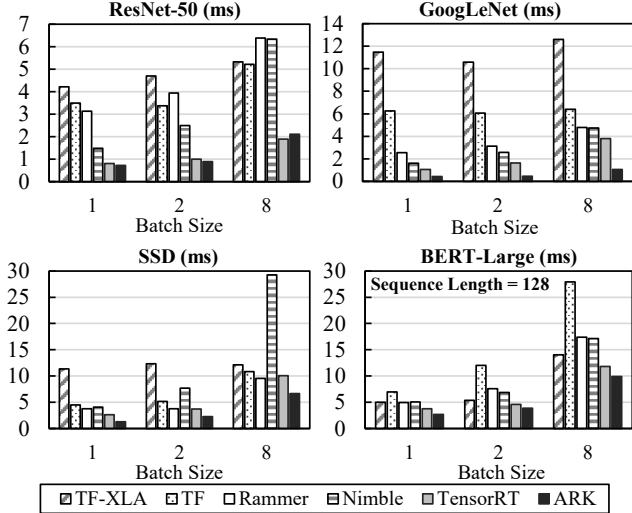 ResNet-50 (ms)
7
6
5
4
3
2
1
0
1 2 8
Batch Size
GoogLeNet (ms)
14
12
10
8
6
4
2
0
1 2 8
Batch Size
SSD (ms)
30
25
20
15
10
5
0
1 2 8
Batch Size
BERT-Large (ms)
Sequence Length = 128
30
25
20
15
10
5
0
1 2 8
Batch Size
TF-XLA TF Rammer Nimble TensorRT ARK